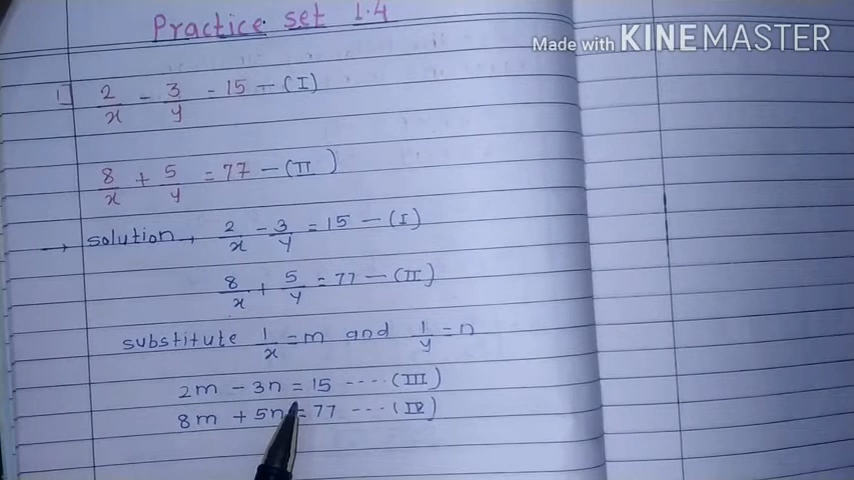 Practice set 1.4
Made with KINEMASTER
1] 2/x - 3/y = 15 - (I)
8/x + 5/y = 77 - (II)
→ solution → 2/x - 3/y = 15 - (I)
8/x + 5/y = 77 - (II)
substitute 1/x = m and 1/y = n
2m - 3n = 15 ---- (III)
8m + 5n = 77 --- (IV)